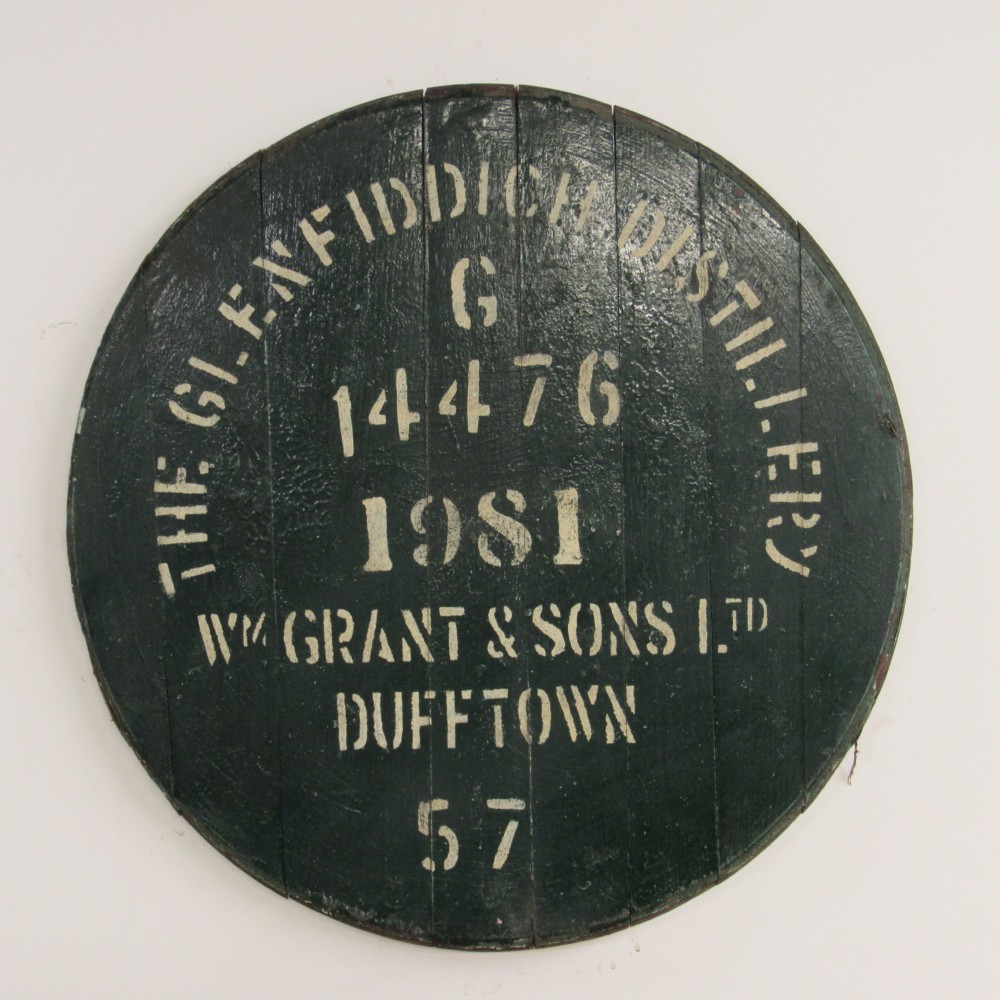 THE GLENFIDDICH DISTILLERY
G
14476
1981
WM GRANT & SONS LTD
DUFFTOWN
57